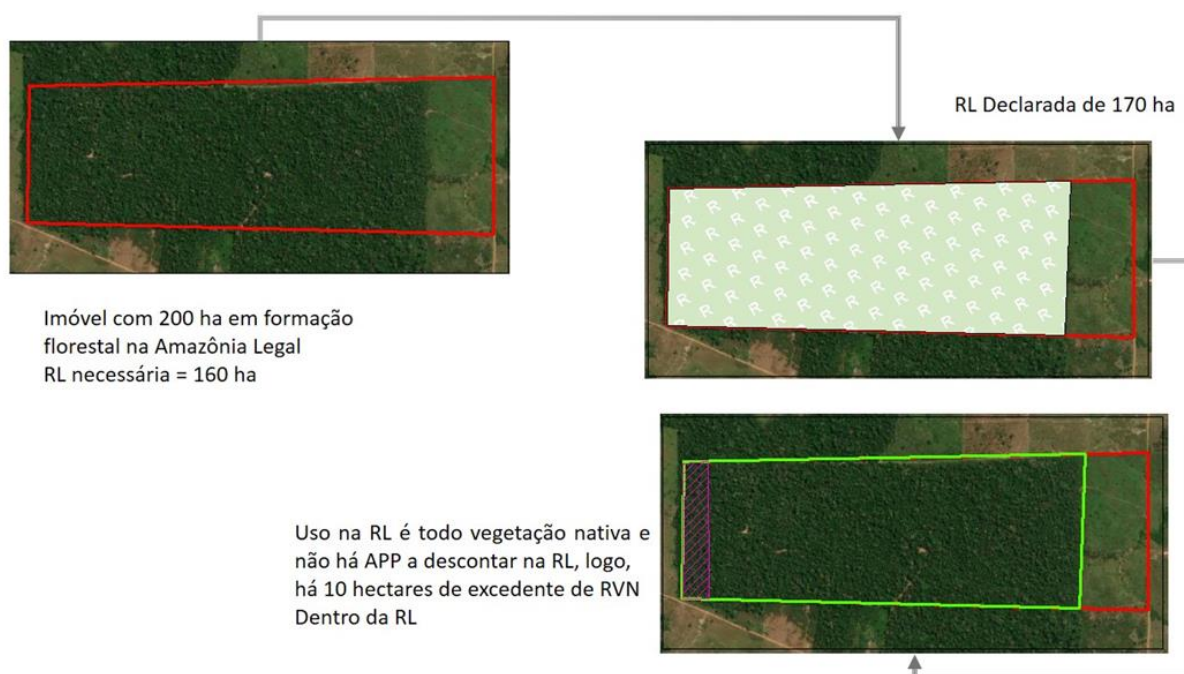 RL Declarada de 170 ha
Imóvel com 200 ha em formação
florestal na Amazônia Legal
RL necessária = 160 ha
Uso na RL é todo vegetação nativa e
não há APP a descontar na RL, logo,
há 10 hectares de excedente de RVN
Dentro da RL